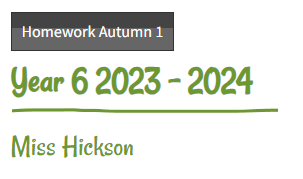 Homework Autumn 1
Year 6 2023 - 2024
Miss Hickson